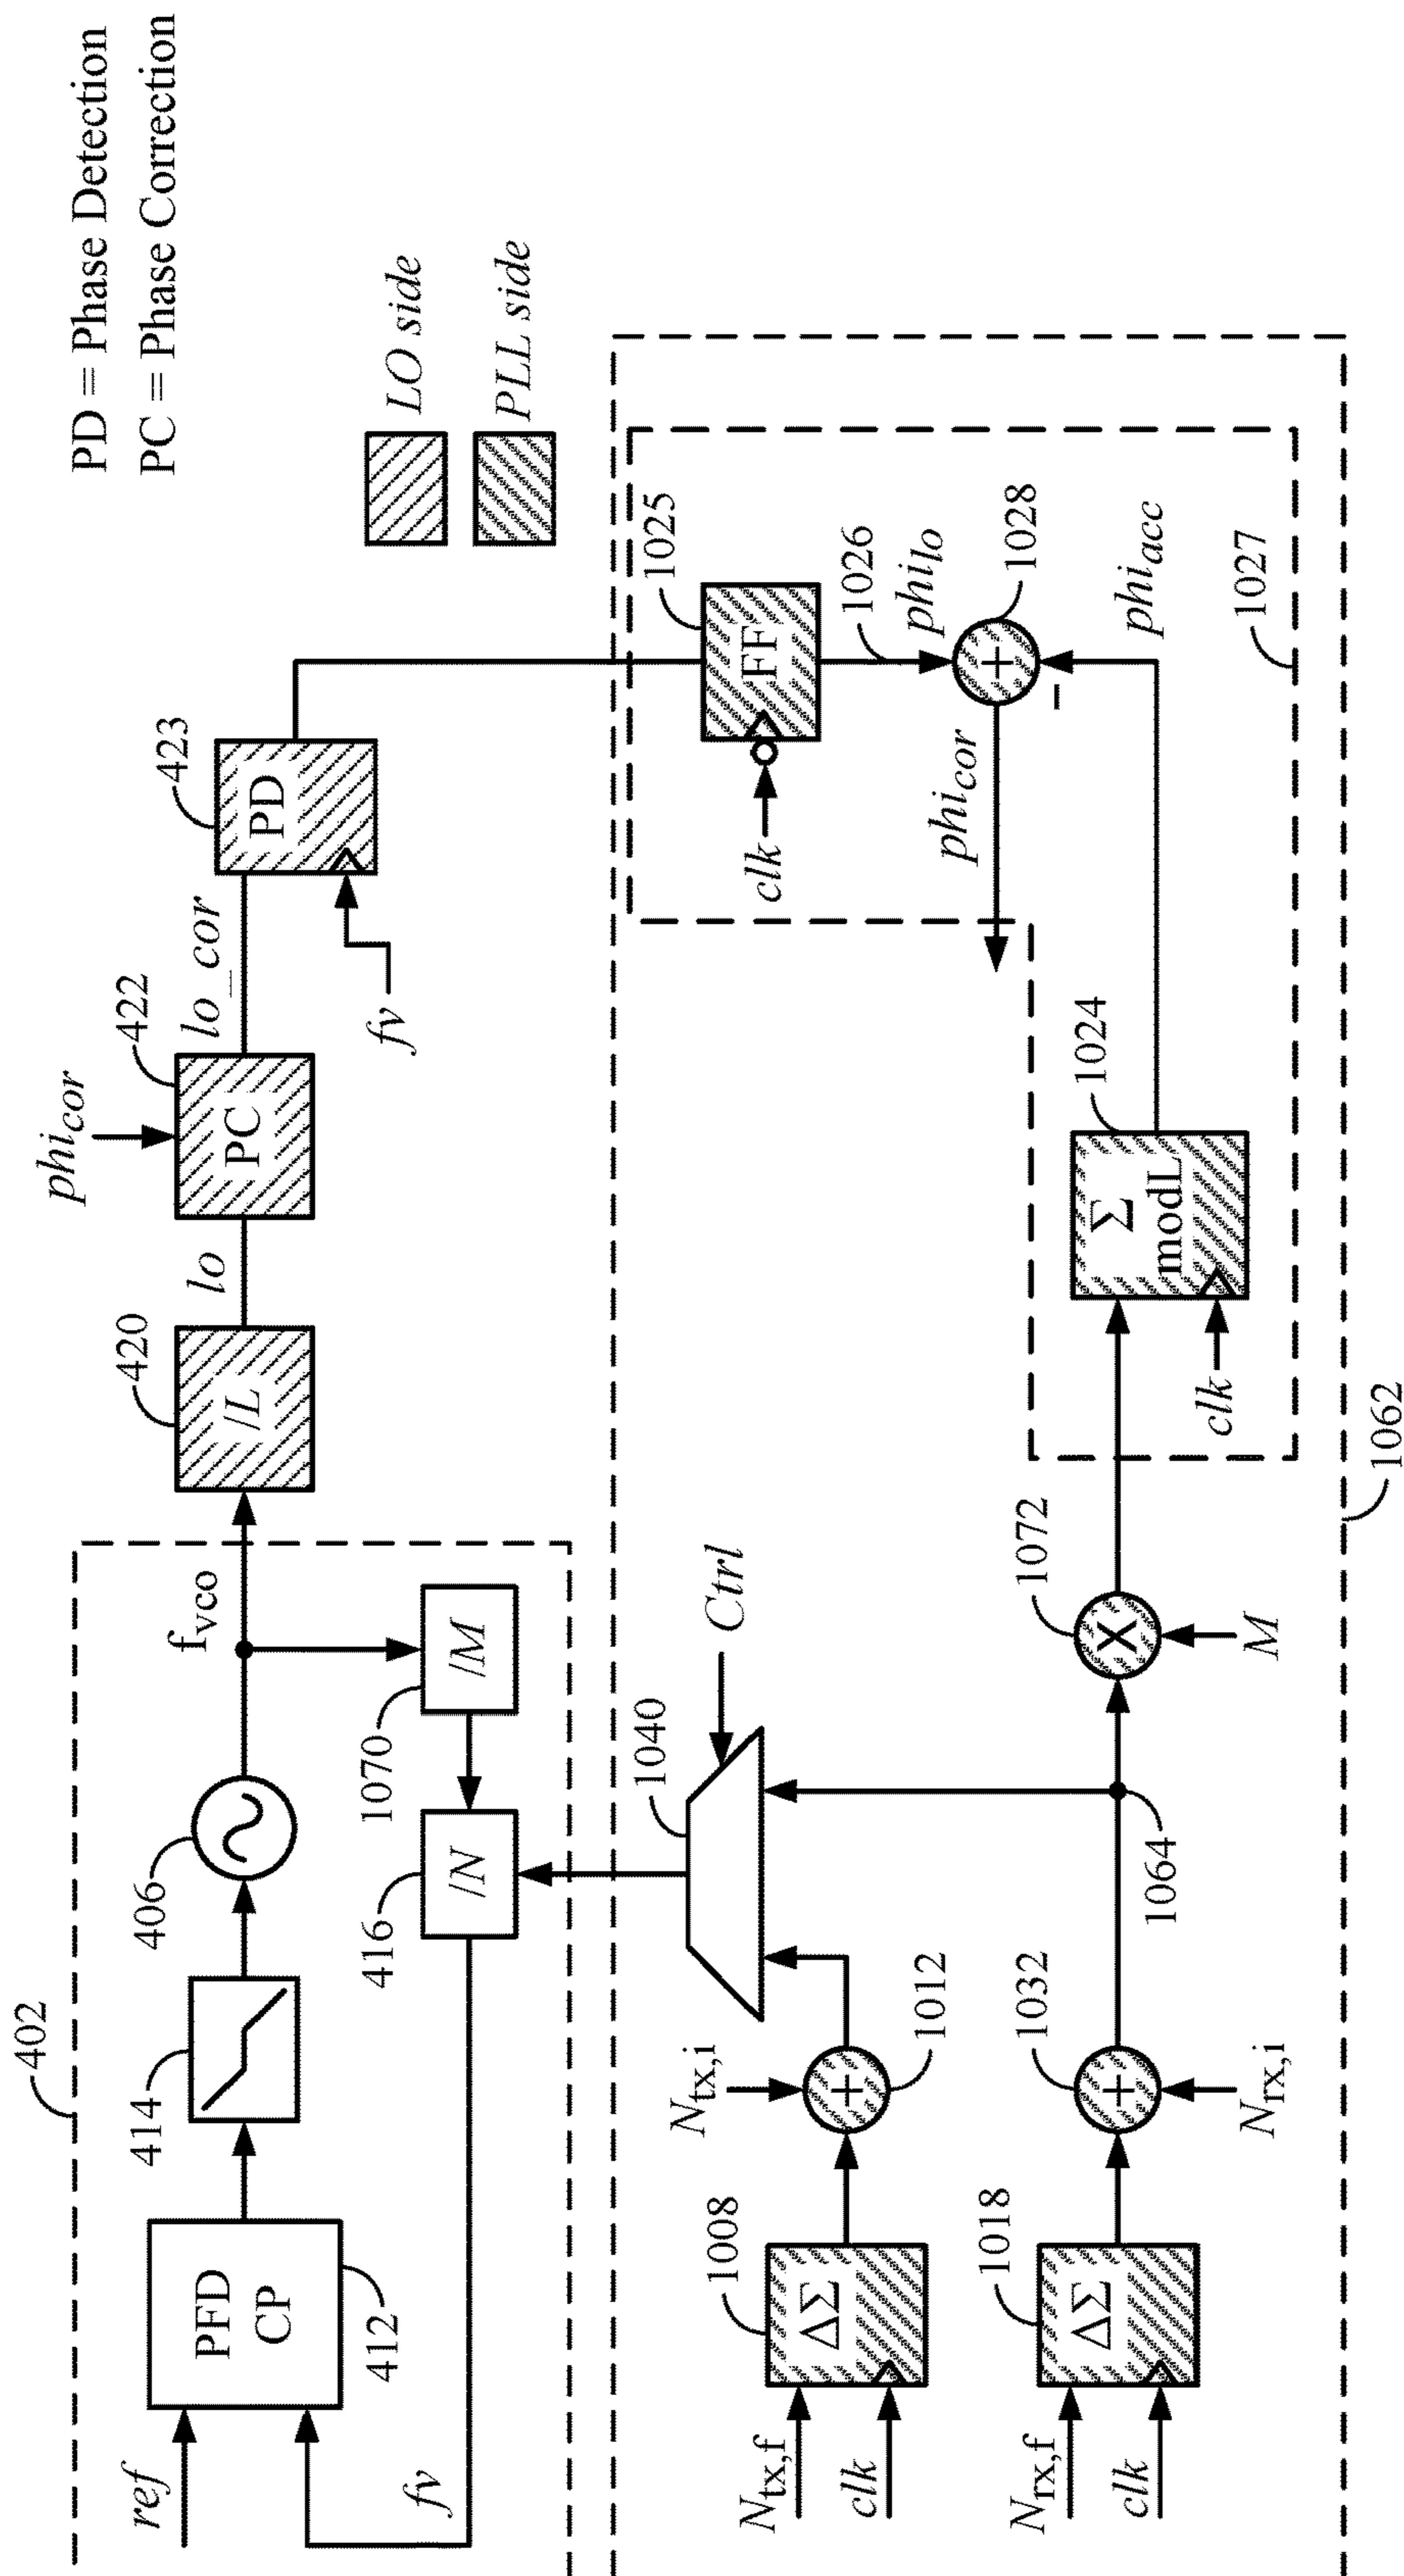 PD = Phase Detection
PC = Phase Correction
LO side
PLL side
402
ref
PFD
CP
412
414
406
f_vco
/M
1070
/N
416
fv
/L
420
lo
phi_cor
PC
422
lo_cor
PD
423
fv
N_tx,f
clk
ΔΣ
1008
N_tx,i
+
1012
1040
Ctrl
N_rx,f
clk
ΔΣ
1018
N_rx,i
+
1032
1064
X
1072
M
Σ
modL
1024
clk
FF
1025
clk
1026
phi_lo
phi_cor
+
1028
–
phi_acc
1027
1062